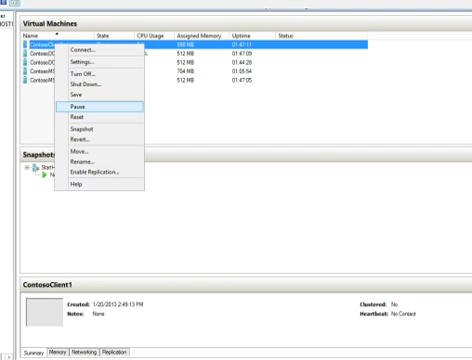 Virtual Machines
Name State CPU Usage Assigned Memory Uptime Status
590 MB 01:47:11
512 MB 01:47:09
512 MB 01:44:28
704 MB 01:05:54
512 MB 01:47:05
Connect...
Settings...
Turn Off...
Shut Down...
Save
Pause
Reset
Snapshot
Revert...
Move...
Rename...
Enable Replication...
Help
Snapshots
ContosoClient1
Created: 1/20/2013 2:49:13 PM Clustered: No
Notes: None Heartbeat: No Contact
Summary Memory Networking Replication